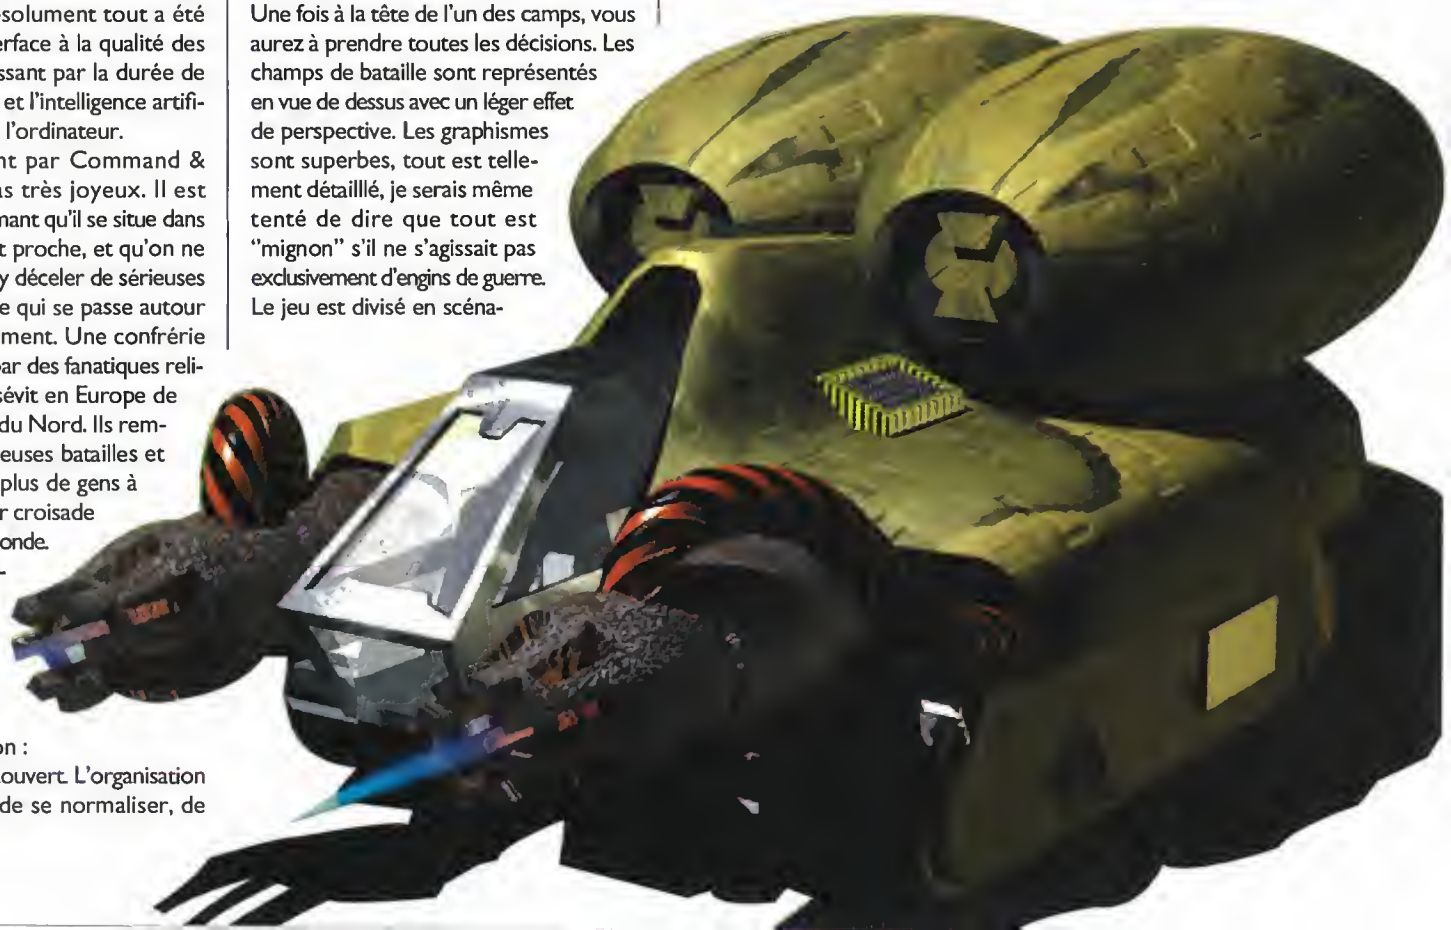 solument tout a été
erface à la qualité des
ssant par la durée de
et l'intelligence artifi-
l'ordinateur.
nt par Command &
as très joyeux. Il est
mant qu'il se situe dans
t proche, et qu'on ne
y déceler de sérieuses
e qui se passe autour
ment. Une confrérie
ar des fanatiques reli-
sévit en Europe de
du Nord. Ils rem-
euses batailles et
plus de gens à
r croisade
onde.
on :
ouvert. L'organisation
de se normaliser, de
Une fois à la tête de l'un des camps, vous
aurez à prendre toutes les décisions. Les
champs de bataille sont représentés
en vue de dessus avec un léger effet
de perspective. Les graphismes
sont superbes, tout est telle-
ment détailllé, je serais même
tenté de dire que tout est
"mignon" s'il ne s'agissait pas
exclusivement d'engins de guerre.
Le jeu est divisé en scéna-